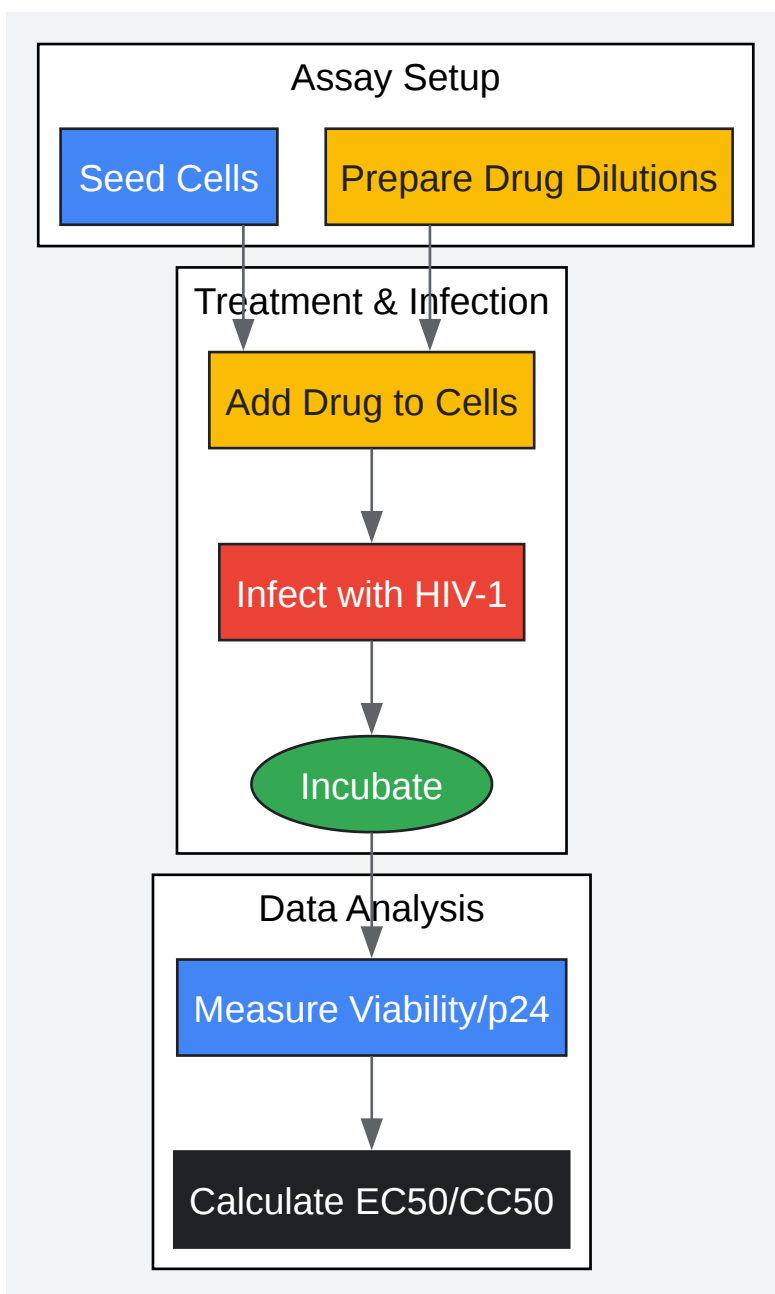 Assay Setup
Seed Cells
Prepare Drug Dilutions
Treatment & Infection
Add Drug to Cells
Infect with HIV-1
Incubate
Data Analysis
Measure Viability/p24
Calculate EC50/CC50